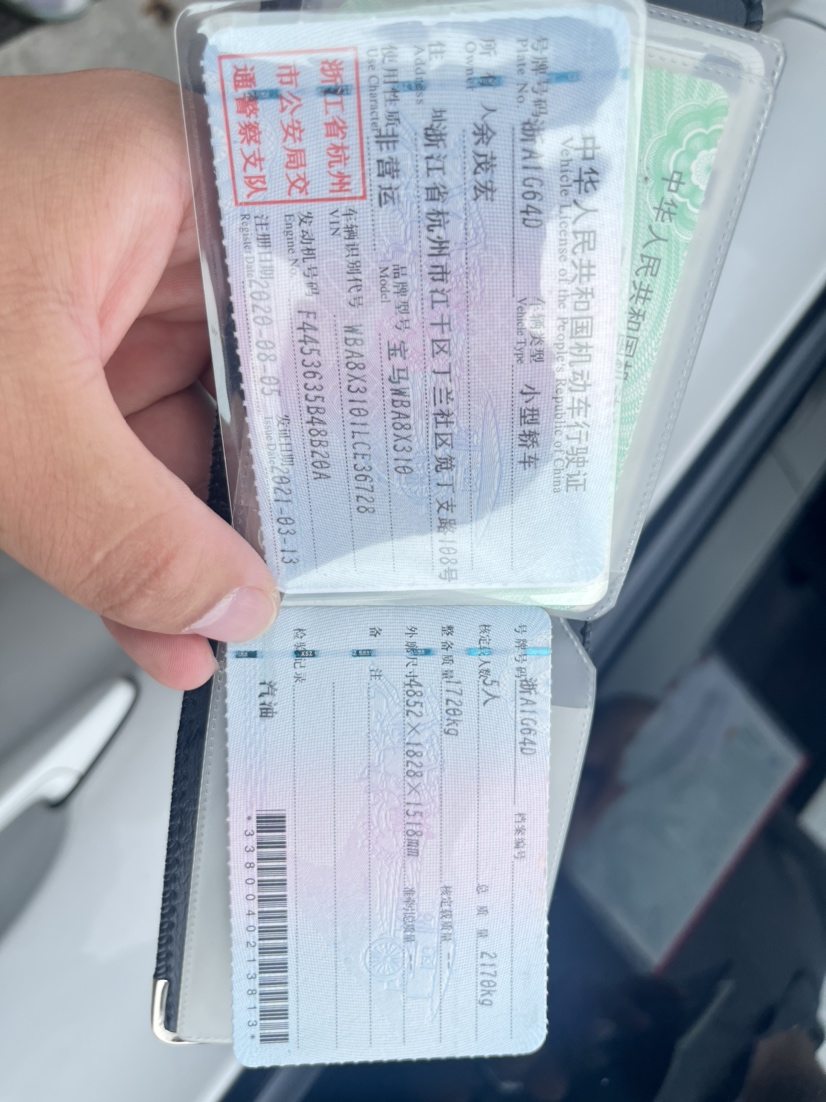 中华人民共和国机动车行驶证
Vehicle License of the People's Republic of China
号牌号码 浙A1G64D
Plate No.
车辆类型 小型轿车
Vehicle Type
所有人 余茂宏
Owner
住址 浙江省杭州市江干区丁兰社区笕丁支路108号
Address
使用性质 非营运
Use Character
品牌型号 宝马WBA8X310
Model
车辆识别代号 WBA8X3101LCE36728
VIN
发动机号码 F4453635B48B20A
Engine No.
注册日期 2020-08-05
Register Date
发证日期 2021-03-13
Issue Date
浙江省杭州
市公安局交
通警察支队
中华人民共和国机
号牌号码 浙A1G64D
档案编号
核定载人数 5人
总质量 2170kg
整备质量 1720kg
核定载质量 --
外廓尺寸 4852×1828×1518mm
准牵引总质量 --
备注
检验记录
汽油
*3380040213813*